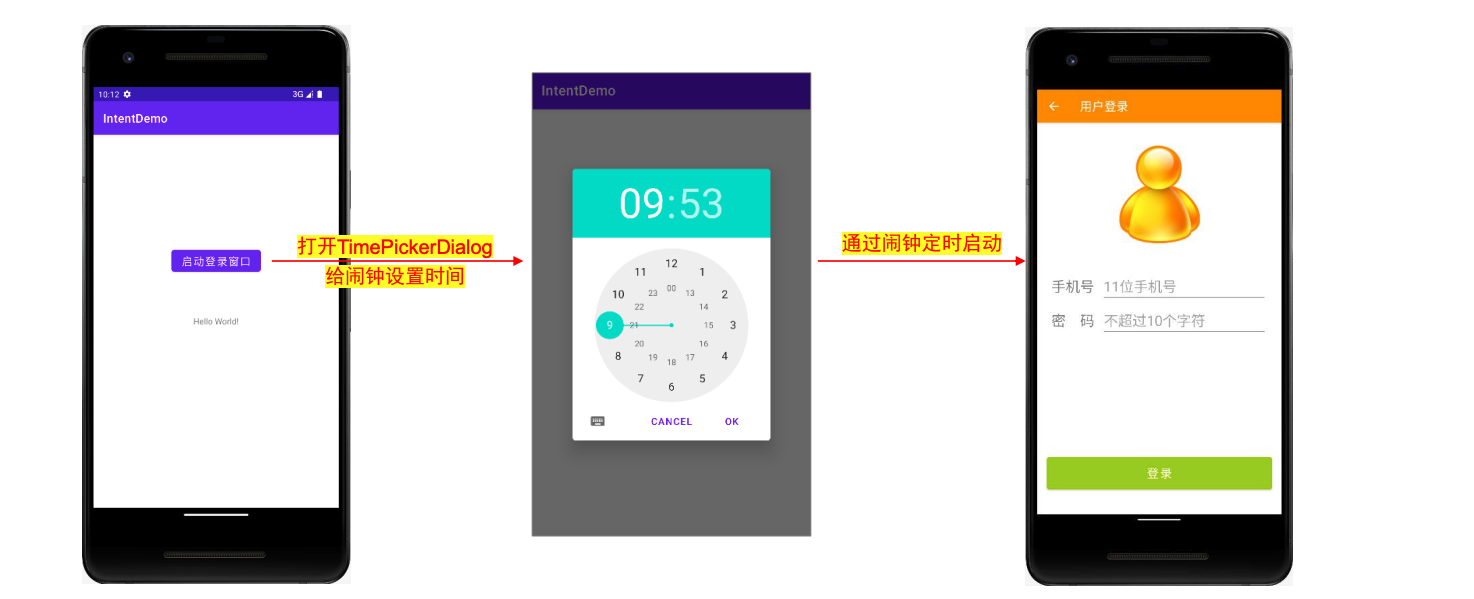 10:12
3G
IntentDemo
启动登录窗口
Hello World!
打开TimePickerDialog
给闹钟设置时间
IntentDemo
09:53
12
11
1
00
23
13
10
2
22
14
9
21
15
3
20
16
8
19
17
4
18
7
5
6
CANCEL
OK
通过闹钟定时启动
用户登录
手机号 11位手机号
密 码 不超过10个字符
登录